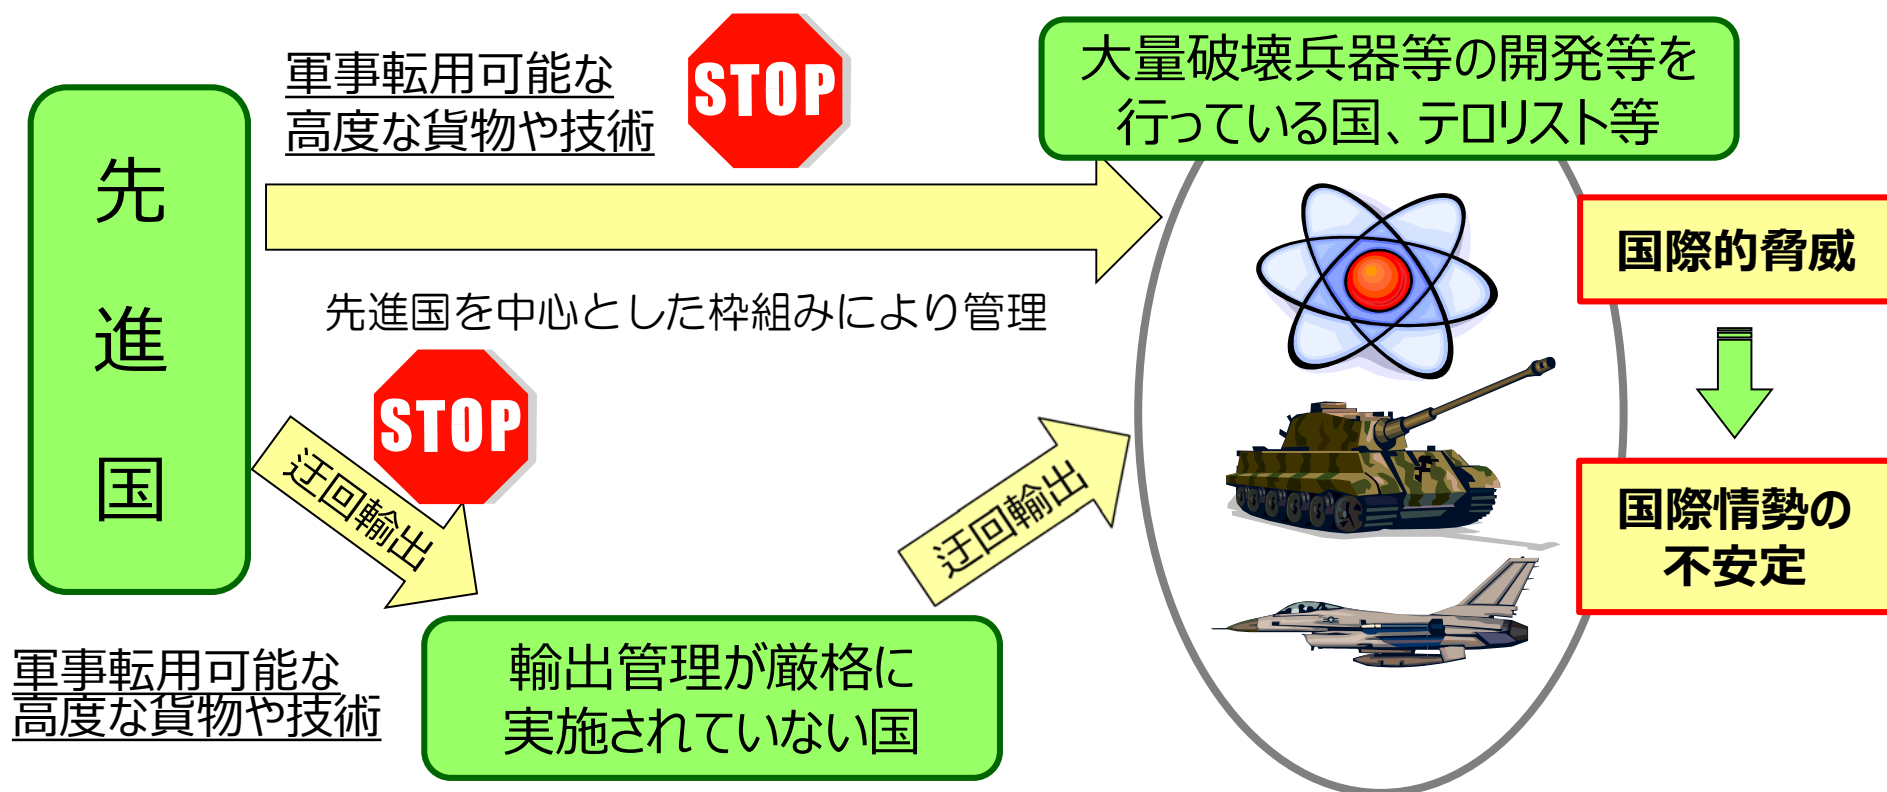 軍事転用可能な
高度な貨物や技術
STOP
大量破壊兵器等の開発等を
行っている国、テロリスト等
先
進
国
国際的脅威
先進国を中心とした枠組みにより管理
STOP
迂回輸出
迂回輸出
国際情勢の
不安定
軍事転用可能な
高度な貨物や技術
輸出管理が厳格に
実施されていない国